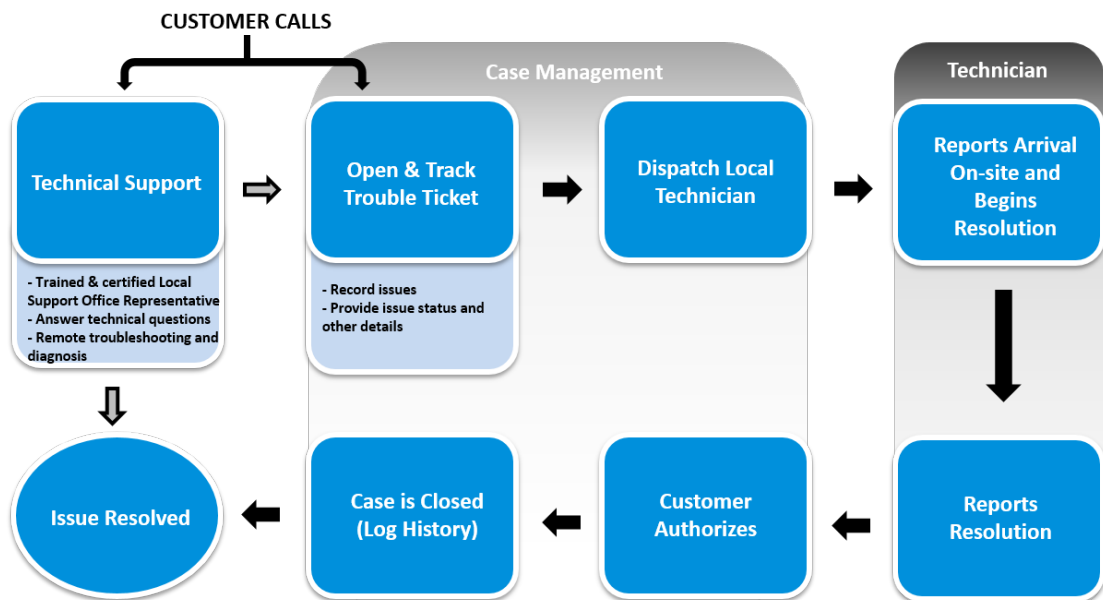 CUSTOMER CALLS
Case Management
Technician
Technical Support
- Trained & certified Local
Support Office Representative
- Answer technical questions
- Remote troubleshooting and
diagnosis
Open & Track
Trouble Ticket
- Record issues
- Provide issue status and
other details
Dispatch Local
Technician
Reports Arrival
On-site and
Begins
Resolution
Reports
Resolution
Customer
Authorizes
Case is Closed
(Log History)
Issue Resolved